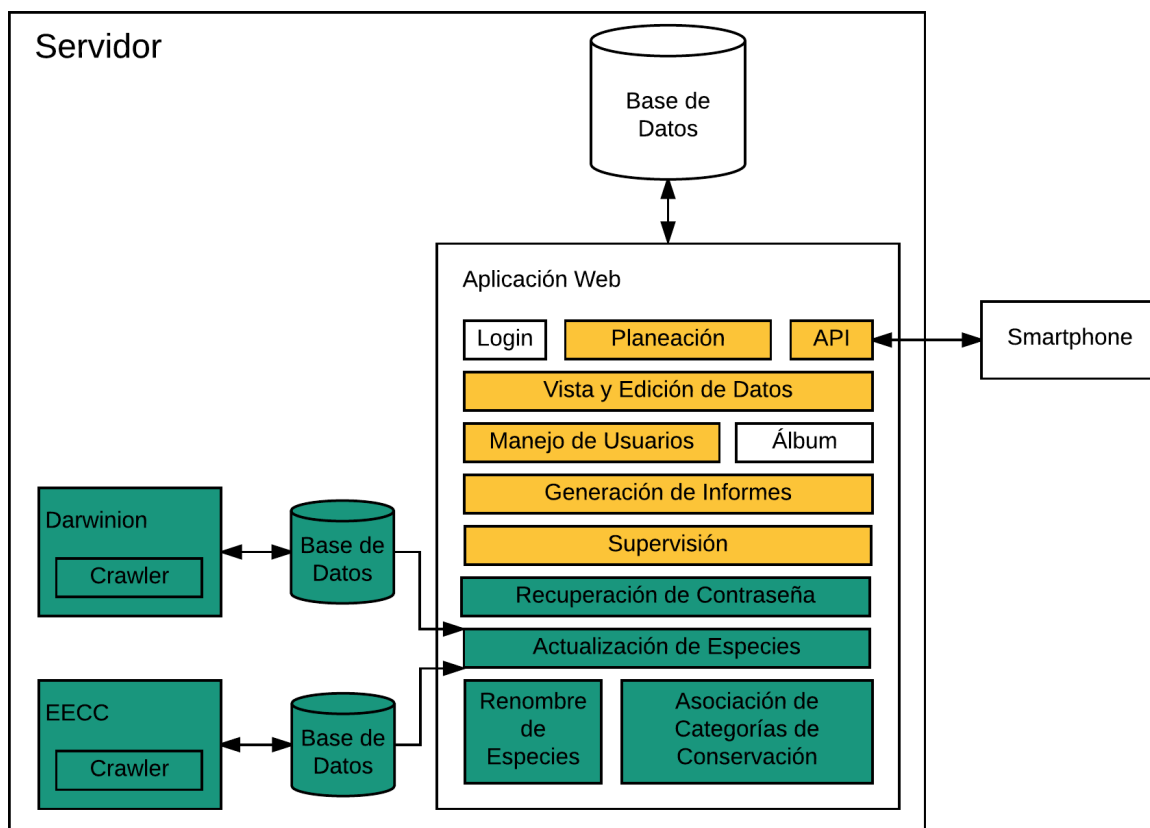 Servidor
Base de
Datos
Aplicación Web
Login
Planeación
API
Smartphone
Vista y Edición de Datos
Manejo de Usuarios
Álbum
Generación de Informes
Supervisión
Recuperación de Contraseña
Actualización de Especies
Renombre
de
Especies
Asociación de
Categorías de
Conservación
Darwinion
Crawler
Base de
Datos
EECC
Crawler
Base de
Datos